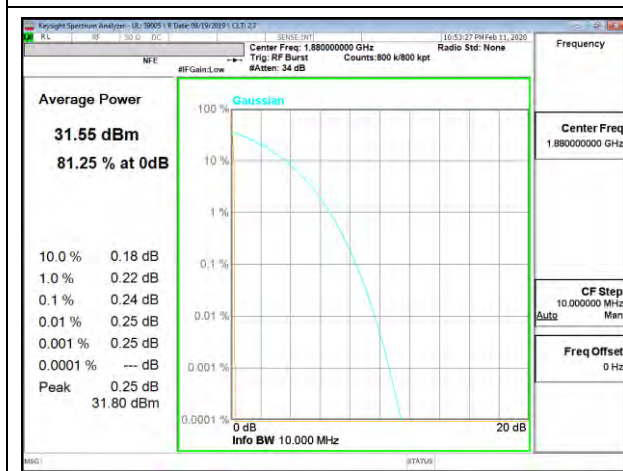 Keysight Spectrum Analyzer - UL: 39005 | R Date: 08/19/2019 | CLT: 2.7
RL RF 50 Ω DC SENSE:INT 10:53:27 PM Feb 11, 2020
Center Freq: 1.880000000 GHz Radio Std: None
NFE Trig: RF Burst Counts:800 k/800 kpt
#IFGain:Low #Atten: 34 dB
Frequency
Average Power
31.55 dBm
81.25 % at 0dB
10.0 % 0.18 dB
1.0 % 0.22 dB
0.1 % 0.24 dB
0.01 % 0.25 dB
0.001 % 0.25 dB
0.0001 % --- dB
Peak 0.25 dB
31.80 dBm
Gaussian
100 %
10 %
1 %
0.1 %
0.01 %
0.001 %
0.0001 %
0 dB 20 dB
Info BW 10.000 MHz
Center Freq
1.880000000 GHz
CF Step
10.000000 MHz
Auto Man
Freq Offset
0 Hz
MSG STATUS